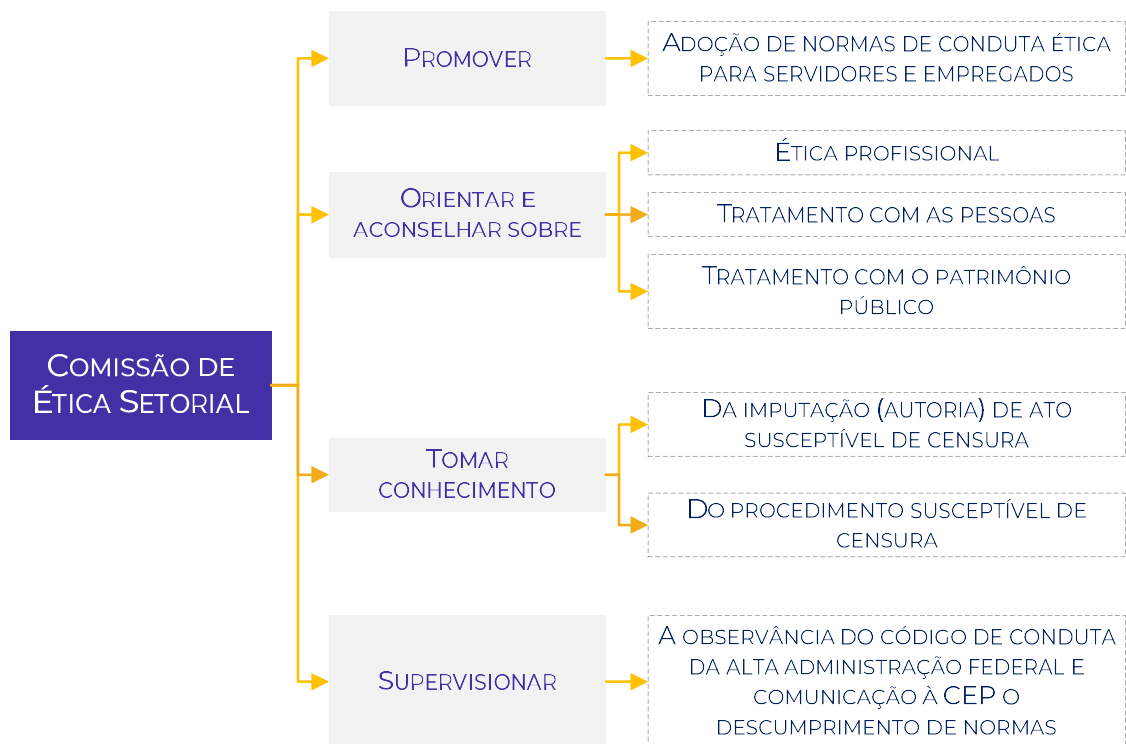 Promover
Adoção de normas de conduta ética
para servidores e empregados
Orientar e
aconselhar sobre
Ética profissional
Tratamento com as pessoas
Tratamento com o patrimônio
público
Comissão de
Ética Setorial
Tomar
conhecimento
Da imputação (autoria) de ato
susceptível de censura
Do procedimento susceptível de
censura
Supervisionar
A observância do código de conduta
da alta administração federal e
comunicação à CEP o
descumprimento de normas